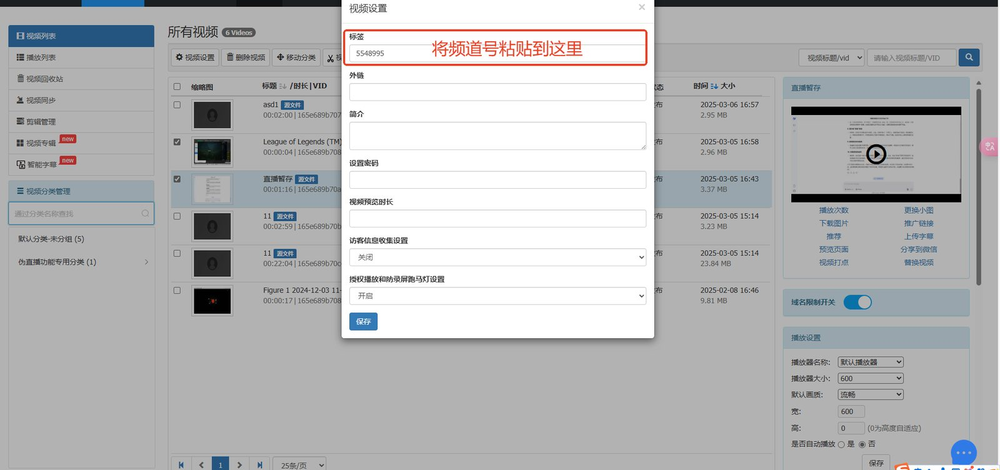 视频设置
×
标签
5548995
将频道号粘贴到这里
外链
简介
设置密码
视频预览时长
访客信息收集设置
关闭
授权播放和防录屏跑马灯设置
开启
保存
视频列表
播放列表
视频回收站
视频同步
剪辑管理
视频专辑 new
智能字幕 new
视频分类管理
通过分类名称查找
默认分类-未分组 (5)
伪直播功能专用分类 (1)
所有视频 6 Videos
视频设置 删除视频 移动分类
视频标题/vid 请输入视频标题/VID
缩略图 标题 /时长|VID 时间 大小
asd1 源文件
00:02:00|165e689b707
布 2025-03-06 16:57
2.95 MB
League of Legends (TM)
00:00:04|165e689b708
布 2025-03-05 16:58
2.96 MB
直播暂存 源文件
00:01:16|165e689b70a
布 2025-03-05 16:43
3.37 MB
11 源文件
00:02:59|165e689b70b
布 2025-03-05 15:14
3.23 MB
11 源文件
00:22:04|165e689b70c
布 2025-03-05 15:14
23.84 MB
Figure 1 2024-12-03 11-
00:00:17|165e689b708
布 2025-02-08 16:46
9.81 MB
1 25条/页
直播暂存
播放次数 更换小图
下载图片 推广链接
推荐 上传字幕
预览页面 分享到微信
视频打点 替换视频
域名限制开关
播放设置
播放器名称: 默认播放器
播放器大小: 600
默认画质: 流畅
宽: 600
高: 0 (0为高度自适应)
是否自动播放 是 否
保存